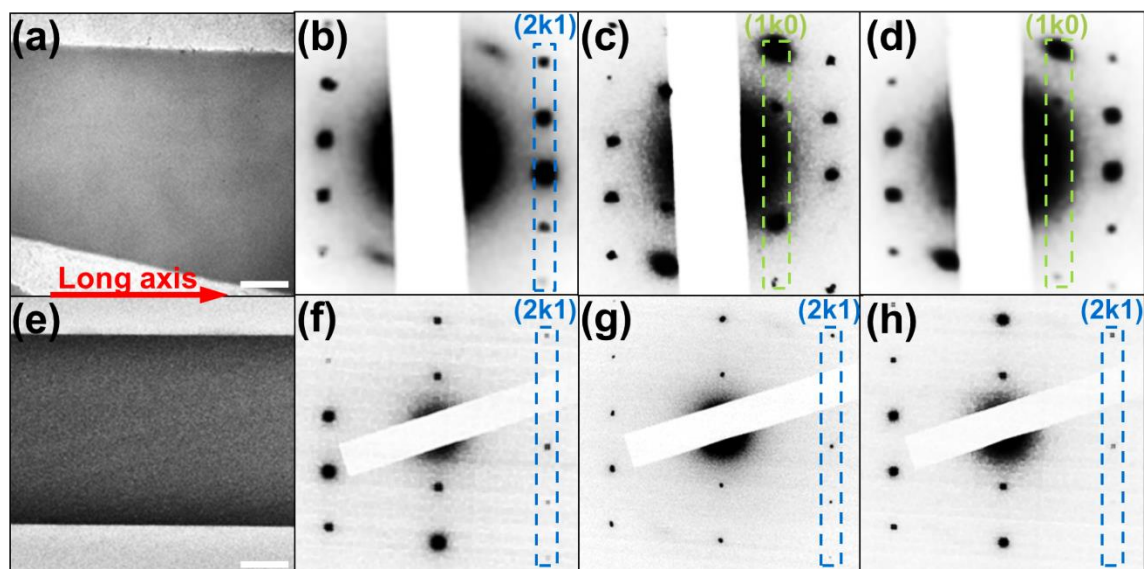 (a)
(b)
(2k1)
(c)
(1k0)
(d)
(1k0)
Long axis
(e)
(f)
(2k1)
(g)
(2k1)
(h)
(2k1)